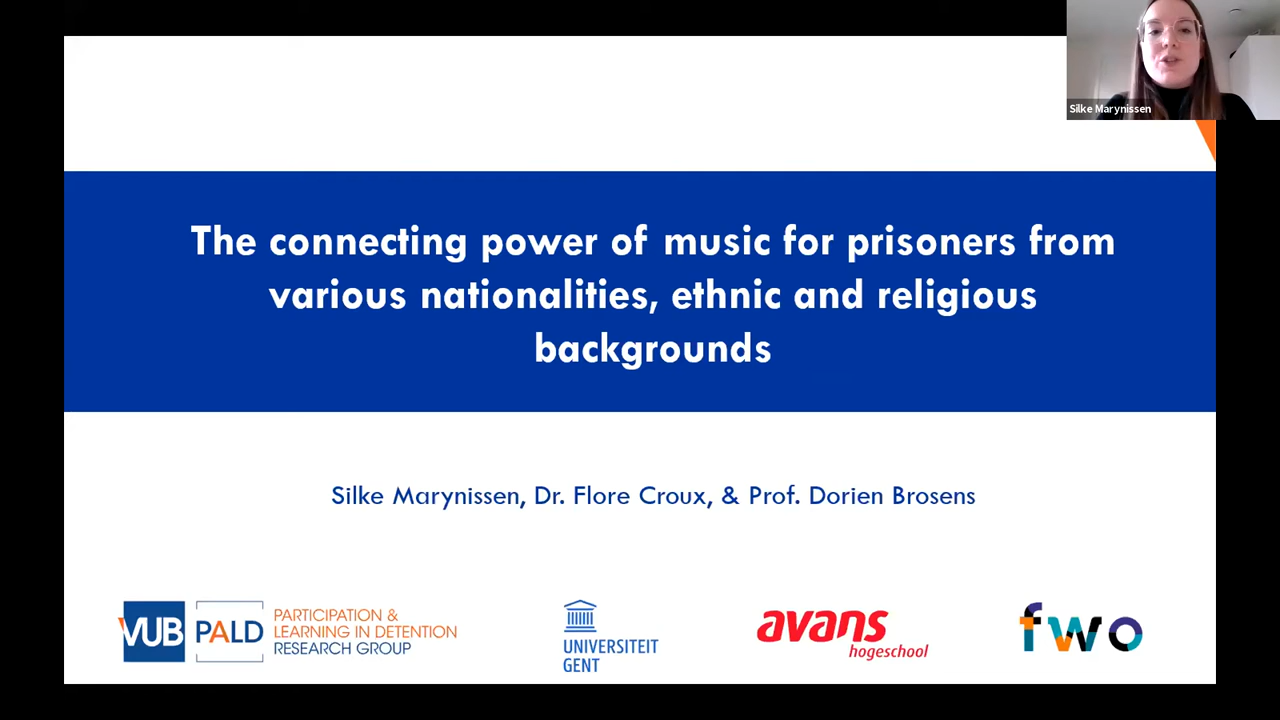 Silke Marynissen
The connecting power of music for prisoners from
various nationalities, ethnic and religious
backgrounds
Silke Marynissen, Dr. Flore Croux, & Prof. Dorien Brosens
VUB PALD PARTICIPATION &
LEARNING IN DETENTION
RESEARCH GROUP
UNIVERSITEIT
GENT
avans
hogeschool
fwo